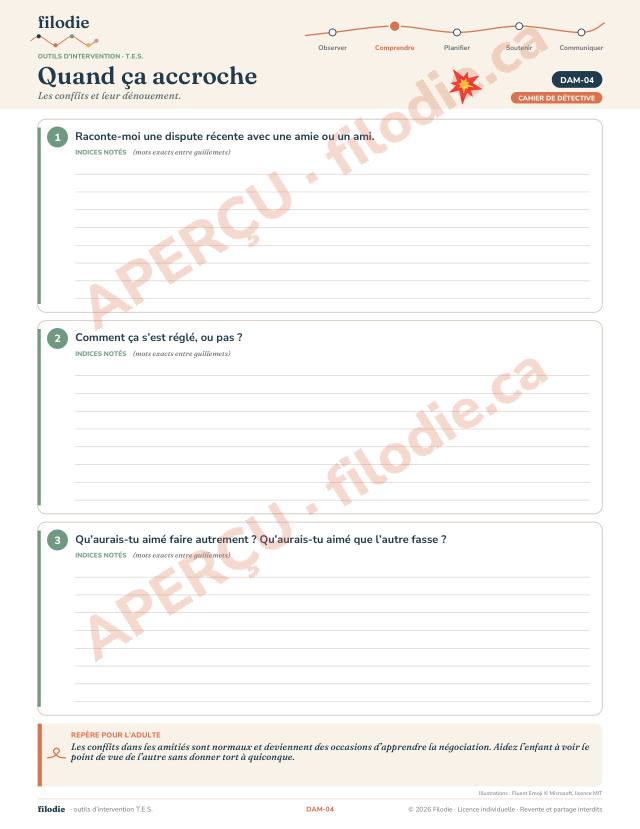 filodie
Observer Comprendre Planifier Soutenir Communiquer
OUTILS D'INTERVENTION · T.E.S.
Quand ça accroche
Les conflits et leur dénouement.
DAM-04
CAHIER DE DÉTECTIVE
1 Raconte-moi une dispute récente avec une amie ou un ami.
INDICES NOTÉS (mots exacts entre guillemets)
APERÇU · filodie.ca
2 Comment ça s'est réglé, ou pas ?
INDICES NOTÉS (mots exacts entre guillemets)
APERÇU · filodie.ca
3 Qu'aurais-tu aimé faire autrement ? Qu'aurais-tu aimé que l'autre fasse ?
INDICES NOTÉS (mots exacts entre guillemets)
REPÈRE POUR L'ADULTE
Les conflits dans les amitiés sont normaux et deviennent des occasions d'apprendre la négociation. Aidez l'enfant à voir le
point de vue de l'autre sans donner tort à quiconque.
Illustrations : Fluent Emoji © Microsoft, licence MIT
filodie · outils d'intervention T.E.S. DAM-04 © 2026 Filodie · Licence individuelle · Revente et partage interdits